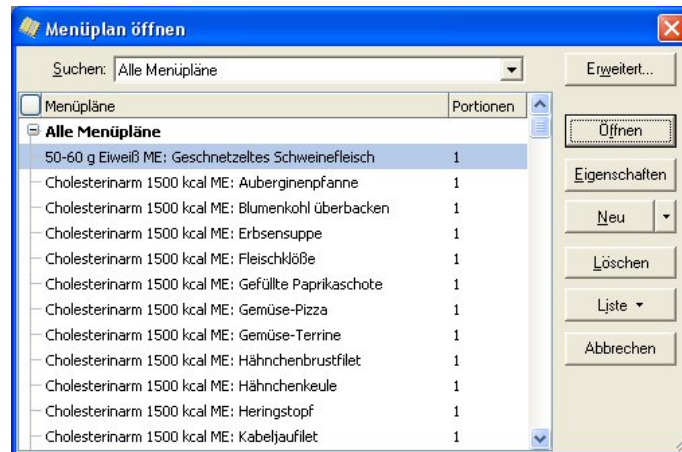 Menüplan öffnen
Suchen: Alle Menüpläne
Erweitert...
Menüpläne Portionen
Alle Menüpläne
50-60 g Eiweiß ME: Geschnetzeltes Schweinefleisch 1
Cholesterinarm 1500 kcal ME: Auberginenpfanne 1
Cholesterinarm 1500 kcal ME: Blumenkohl überbacken 1
Cholesterinarm 1500 kcal ME: Erbsensuppe 1
Cholesterinarm 1500 kcal ME: Fleischklöße 1
Cholesterinarm 1500 kcal ME: Gefüllte Paprikaschote 1
Cholesterinarm 1500 kcal ME: Gemüse-Pizza 1
Cholesterinarm 1500 kcal ME: Gemüse-Terrine 1
Cholesterinarm 1500 kcal ME: Hähnchenbrustfilet 1
Cholesterinarm 1500 kcal ME: Hähnchenkeule 1
Cholesterinarm 1500 kcal ME: Heringstopf 1
Cholesterinarm 1500 kcal ME: Kabeljaufilet 1
Öffnen
Eigenschaften
Neu
Löschen
Liste
Abbrechen